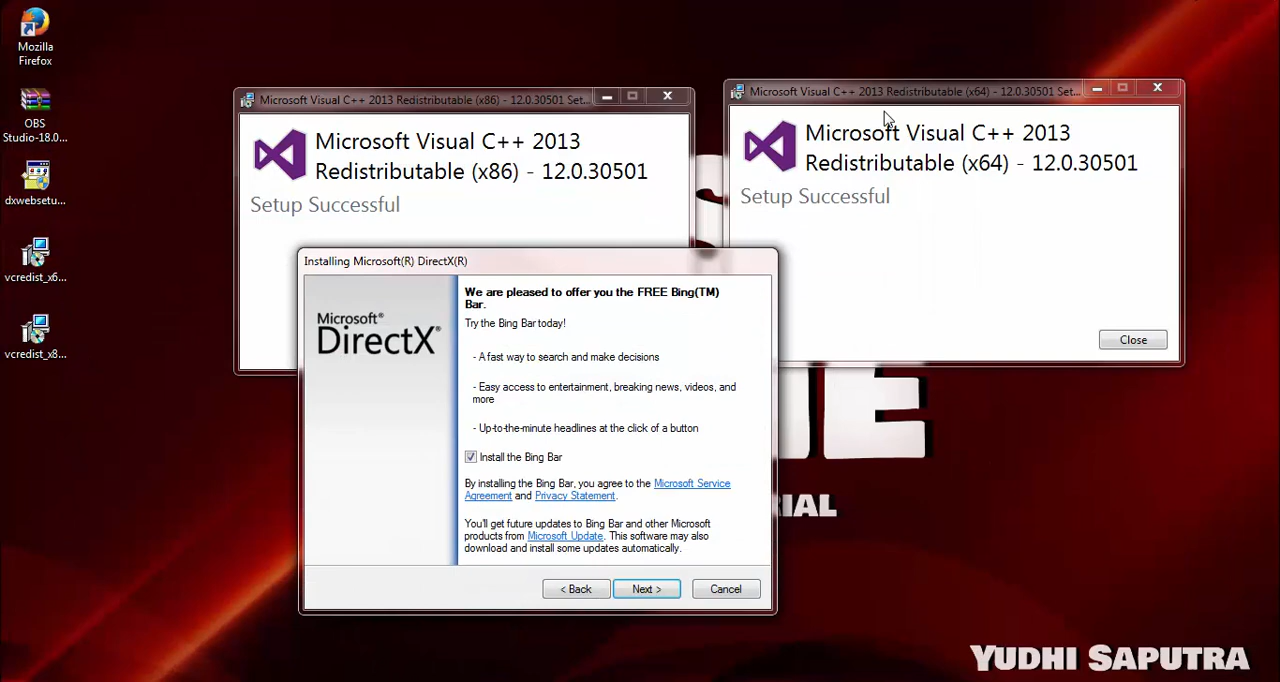 Mozilla
Firefox
OBS
Studio-18.0...
dxwebsetu...
vcredist_x6...
vcredist_x8...
Microsoft Visual C++ 2013 Redistributable (x86) - 12.0.30501 Set...
Microsoft Visual C++ 2013
Redistributable (x86) - 12.0.30501
Setup Successful
Microsoft Visual C++ 2013 Redistributable (x64) - 12.0.30501 Set...
Microsoft Visual C++ 2013
Redistributable (x64) - 12.0.30501
Setup Successful
Close
Installing Microsoft(R) DirectX(R)
Microsoft®
DirectX®
We are pleased to offer you the FREE Bing(TM)
Bar.
Try the Bing Bar today!
- A fast way to search and make decisions
- Easy access to entertainment, breaking news, videos, and
more
- Up-to-the-minute headlines at the click of a button
Install the Bing Bar
By installing the Bing Bar, you agree to the Microsoft Service
Agreement and Privacy Statement.
You'll get future updates to Bing Bar and other Microsoft
products from Microsoft Update. This software may also
download and install some updates automatically.
< Back
Next >
Cancel
YUDHI SAPUTRA